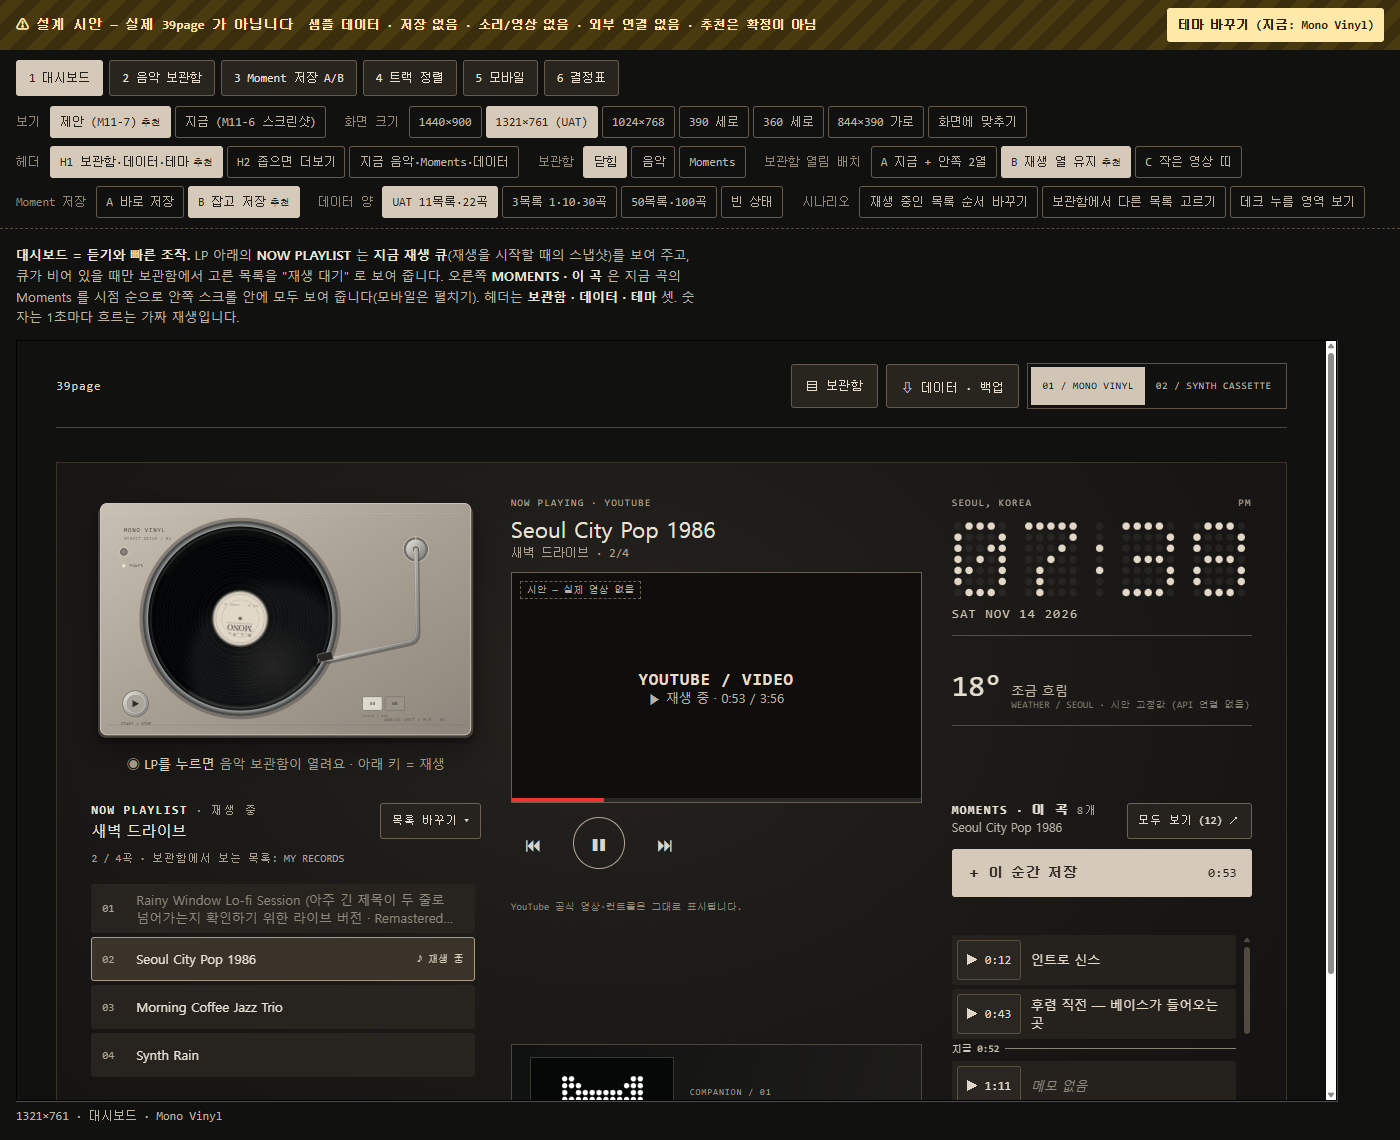 ⚠ 설계 시안 — 실제 39page 가 아닙니다 샘플 데이터 · 저장 없음 · 소리/영상 없음 · 외부 연결 없음 · 추천은 확정이 아님
테마 바꾸기 (지금: Mono Vinyl)
1 대시보드 2 음악 보관함 3 Moment 저장 A/B 4 트랙 정렬 5 모바일 6 결정표
보기 제안 (M11-7) 추천 지금 (M11-6 스크린샷) 화면 크기 1440×900 1321×761 (UAT) 1024×768 390 세로 360 세로 844×390 가로 화면에 맞추기
헤더 H1 보관함·데이터·테마 추천 H2 좁으면 더보기 지금 음악·Moments·데이터 보관함 닫힘 음악 Moments 보관함 열림 배치 A 지금 + 안쪽 2열 B 재생 열 유지 추천 C 작은 영상 띠
Moment 저장 A 바로 저장 B 잡고 저장 추천 데이터 양 UAT 11목록·22곡 3목록 1·10·30곡 50목록·100곡 빈 상태 시나리오 재생 중인 목록 순서 바꾸기 보관함에서 다른 목록 고르기 데크 누름 영역 보기
대시보드 = 듣기와 빠른 조작. LP 아래의 NOW PLAYLIST 는 지금 재생 큐(재생을 시작할 때의 스냅샷)를 보여 주고,
큐가 비어 있을 때만 보관함에서 고른 목록을 "재생 대기" 로 보여 줍니다. 오른쪽 MOMENTS · 이 곡 은 지금 곡의
Moments 를 시점 순으로 안쪽 스크롤 안에 모두 보여 줍니다(모바일은 펼치기). 헤더는 보관함 · 데이터 · 테마 셋. 숫
자는 1초마다 흐르는 가짜 재생입니다.
39page
보관함
데이터 · 백업
01 / MONO VINYL 02 / SYNTH CASSETTE
MONO VINYL
POWER
MONO
START / STOP
◉ LP를 누르면 음악 보관함이 열려요 · 아래 키 = 재생
NOW PLAYLIST · 재생 중
새벽 드라이브
목록 바꾸기 ▾
2 / 4곡 · 보관함에서 보는 목록: MY RECORDS
01 Rainy Window Lo-fi Session (아주 긴 제목이 두 줄로
넘어가는지 확인하기 위한 라이브 버전 · Remastered...
02 Seoul City Pop 1986 ♪ 재생 중
03 Morning Coffee Jazz Trio
04 Synth Rain
NOW PLAYING · YOUTUBE
Seoul City Pop 1986
새벽 드라이브 · 2/4
시안 — 실제 영상 없음
YOUTUBE / VIDEO
▶ 재생 중 · 0:53 / 3:56
YouTube 공식 영상·컨트롤은 그대로 표시됩니다.
COMPANION / 01
SEOUL, KOREA PM
07:39
SAT NOV 14 2026
18° 조금 흐림
WEATHER / SEOUL · 시안 고정값 (API 연결 없음)
MOMENTS · 이 곡 8개
Seoul City Pop 1986
모두 보기 (12) ↗
+ 이 순간 저장 0:53
▶ 0:12 인트로 신스
▶ 0:43 후렴 직전 — 베이스가 들어오는
곳
지금 0:52
▶ 1:11 메모 없음
1321×761 · 대시보드 · Mono Vinyl